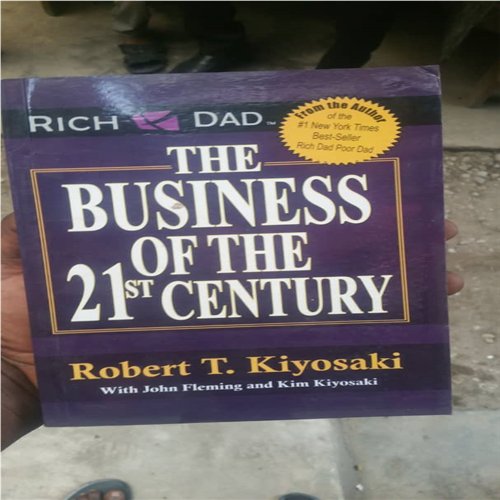 RICH DAD™
From the Author
of the
#1 New York Times
Best-Seller
Rich Dad Poor Dad
THE
BUSINESS
OF THE
21ST CENTURY
Robert T. Kiyosaki
With John Fleming and Kim Kiyosaki